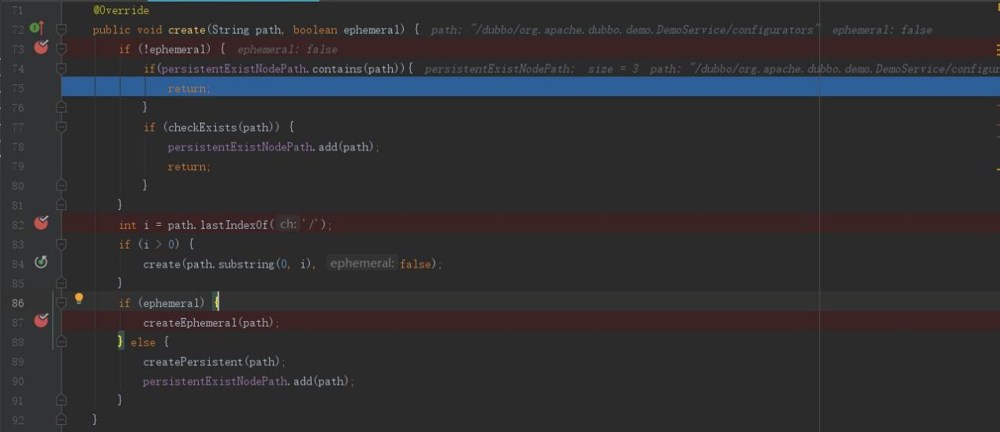 71 @Override
72 public void create(String path, boolean ephemeral) { path: "/dubbo/org.apache.dubbo.demo.DemoService/configurators" ephemeral: false
73 if (!ephemeral) { ephemeral: false
74 if(persistentExistNodePath.contains(path)){ persistentExistNodePath: size = 3 path: "/dubbo/org.apache.dubbo.demo.DemoService/configur
75 return;
76 }
77 if (checkExists(path)) {
78 persistentExistNodePath.add(path);
79 return;
80 }
81 }
82 int i = path.lastIndexOf( ch: '/');
83 if (i > 0) {
84 create(path.substring(0, i), ephemeral: false);
85 }
86 if (ephemeral) {
87 createEphemeral(path);
88 } else {
89 createPersistent(path);
90 persistentExistNodePath.add(path);
91 }
92 }